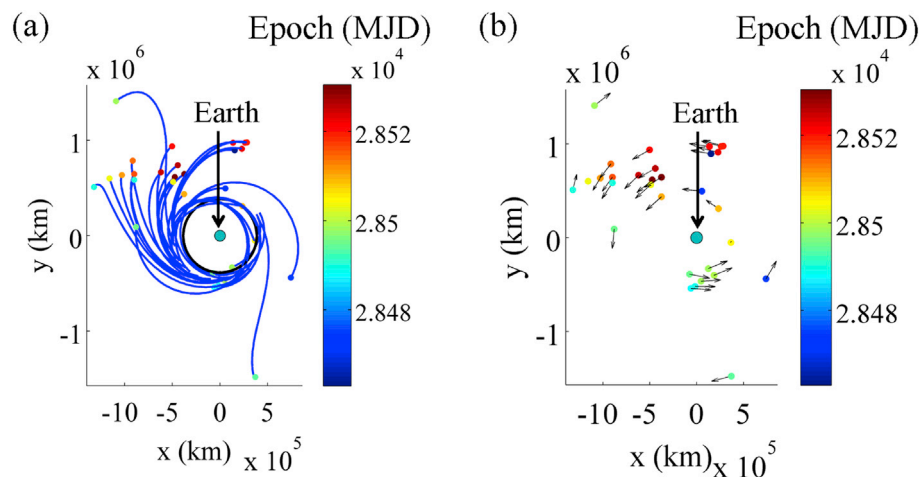 (a)
Epoch (MJD)
x 10^6
x 10^4
Earth
1
0
-1
y (km)
2.852
2.85
2.848
-10
-5
0
5
x (km)
x 10^5
(b)
Epoch (MJD)
x 10^6
x 10^4
Earth
1
0
-1
y (km)
2.852
2.85
2.848
-10
-5
0
5
x (km)
x 10^5